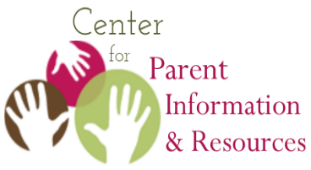 Center
for
Parent
Information
& Resources